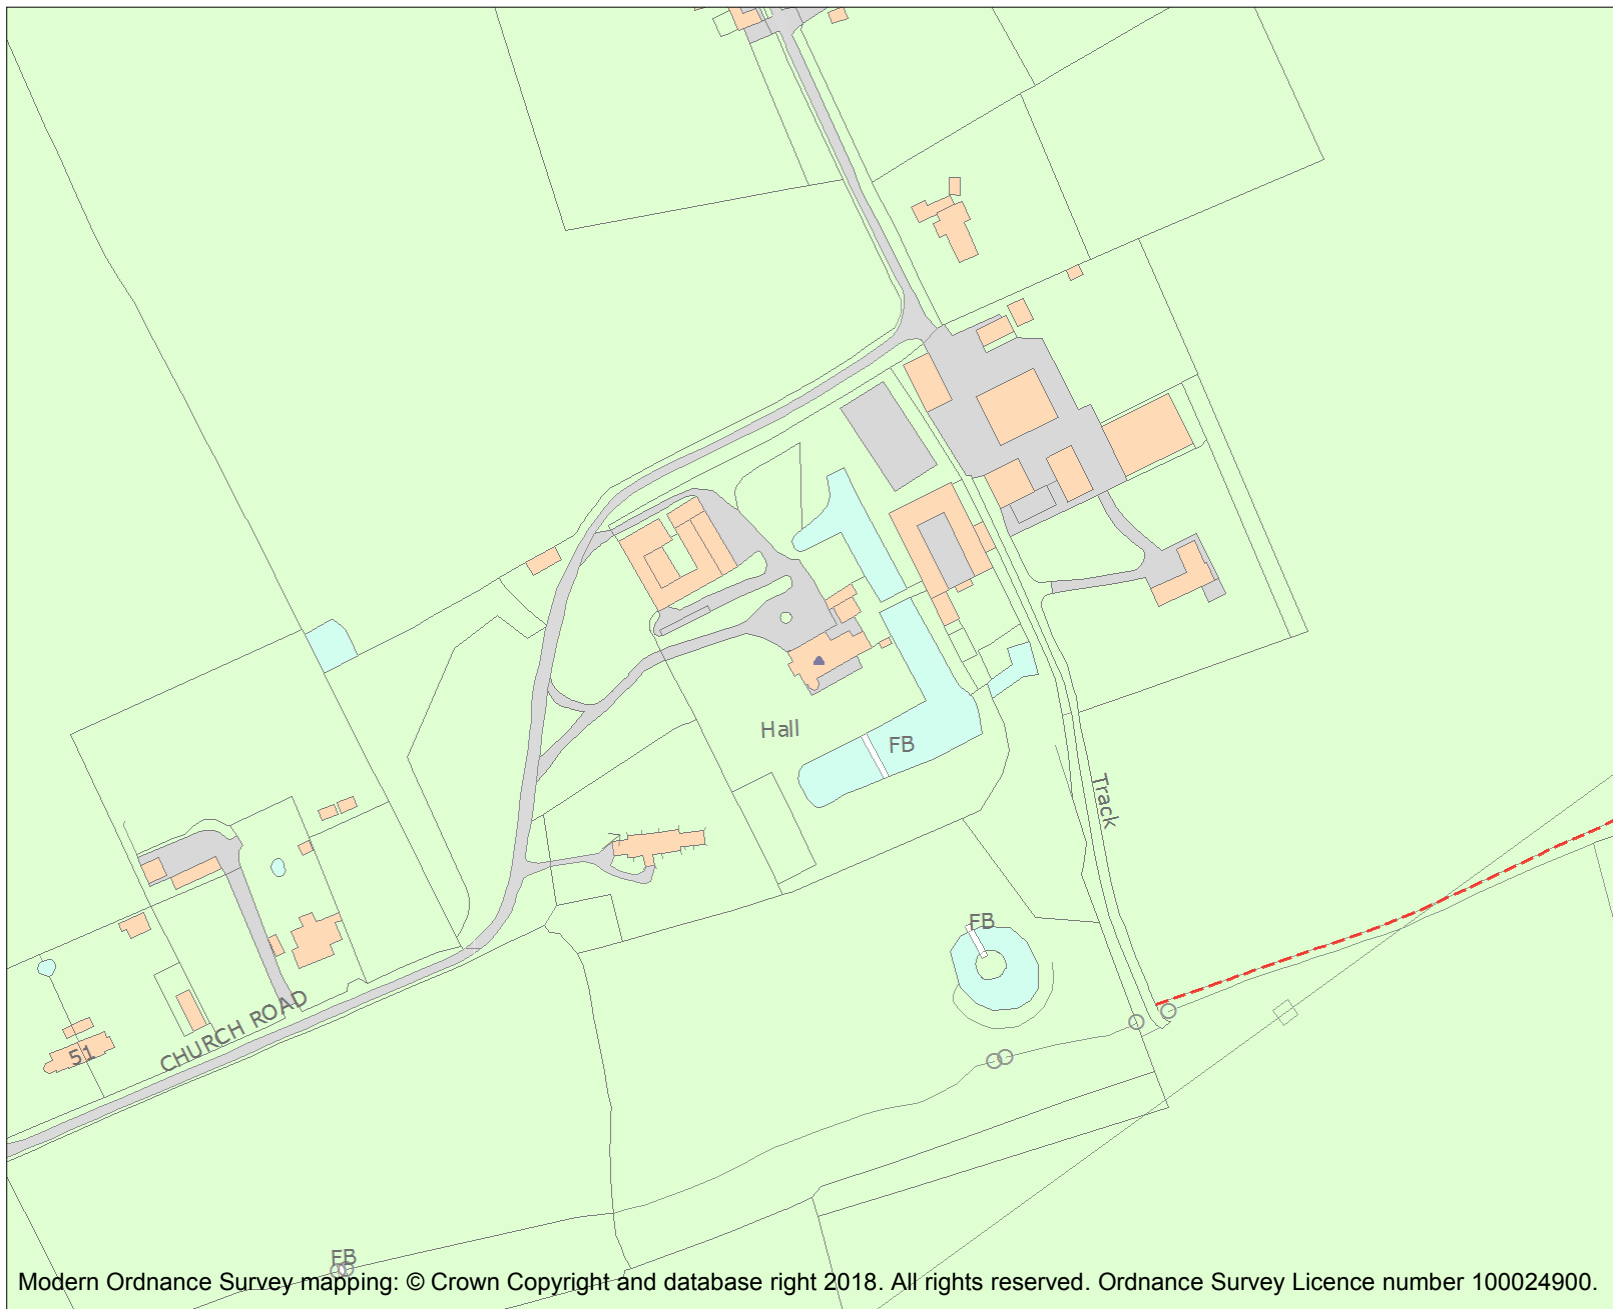 Hall
FB
Track
FB
CHURCH ROAD
51
FB
Modern Ordnance Survey mapping: © Crown Copyright and database right 2018. All rights reserved. Ordnance Survey Licence number 100024900.